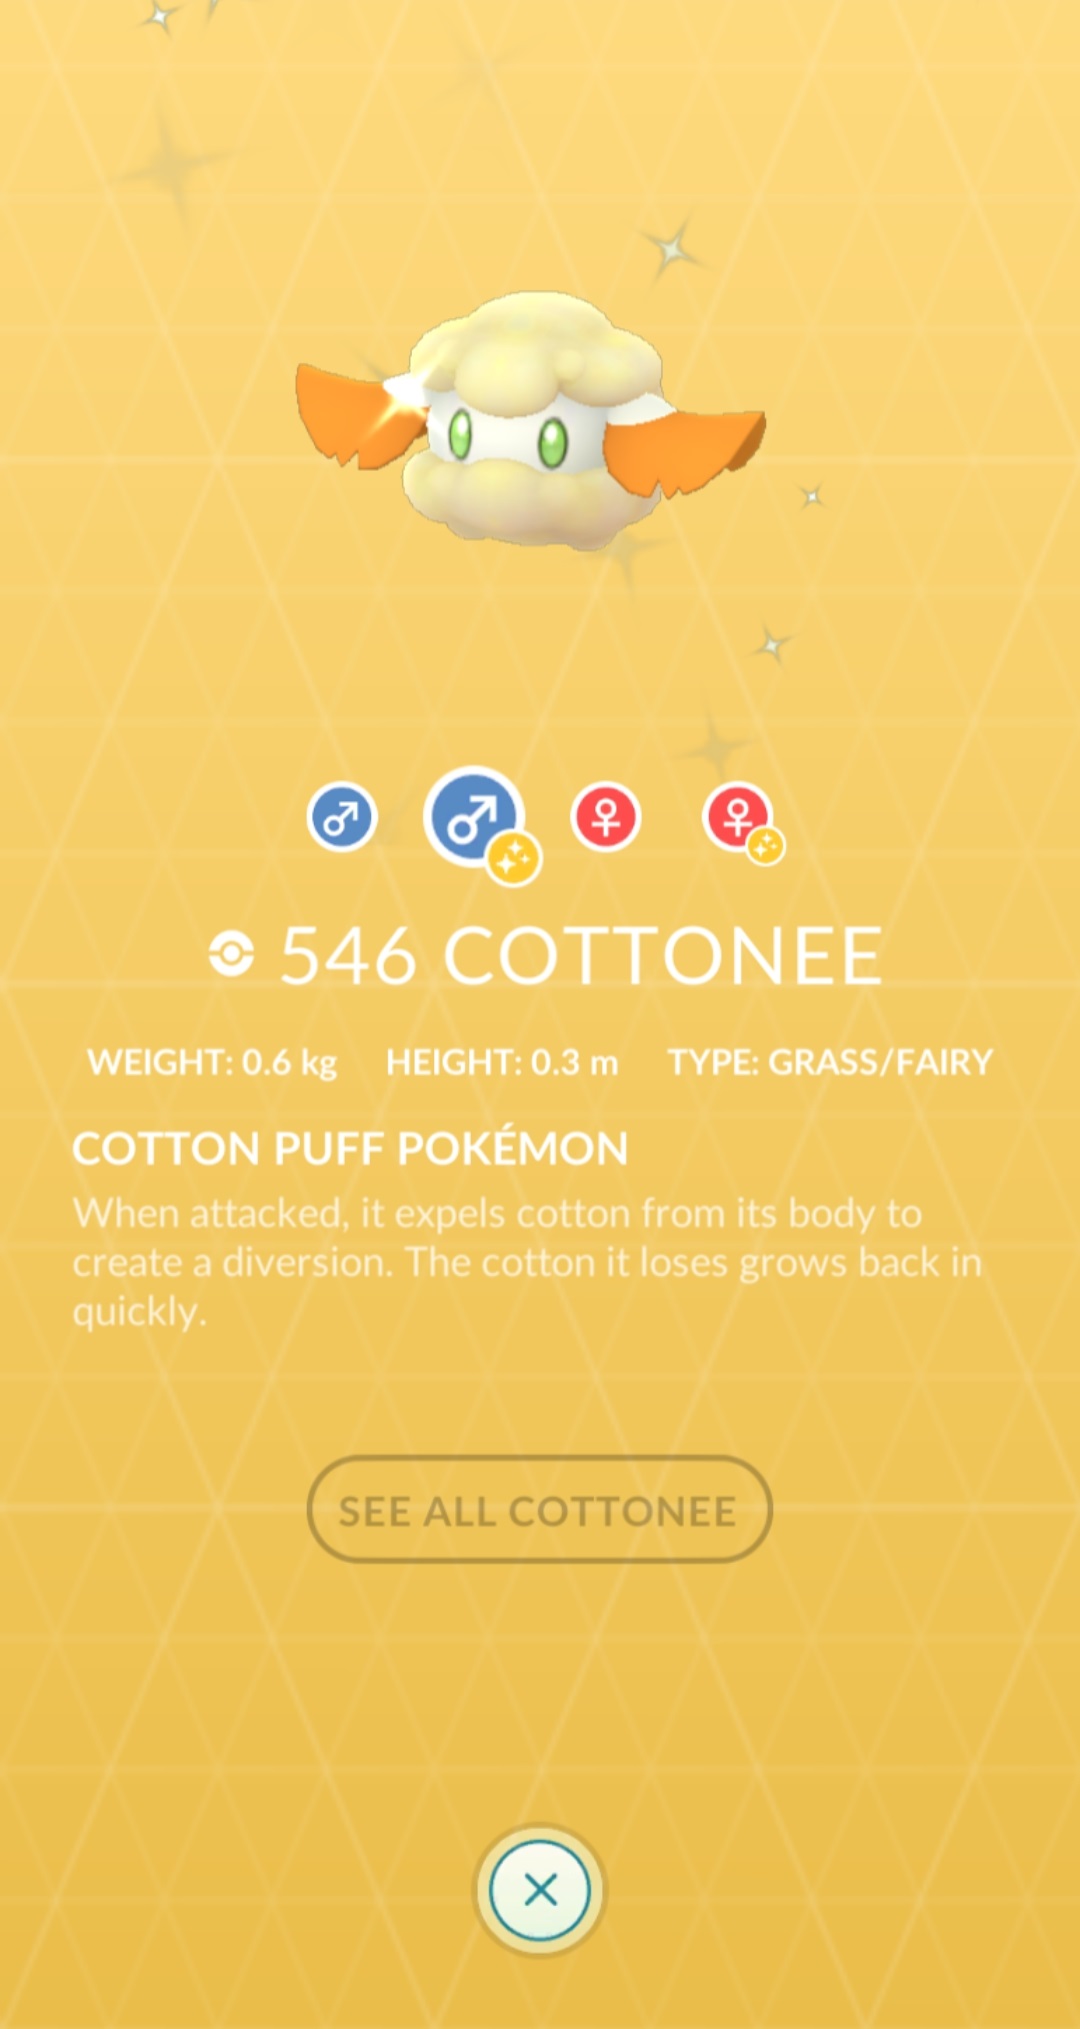 546 COTTONEE
WEIGHT: 0.6 kg HEIGHT: 0.3 m TYPE: GRASS/FAIRY
COTTON PUFF POKÉMON
When attacked, it expels cotton from its body to
create a diversion. The cotton it loses grows back in
quickly.
SEE ALL COTTONEE